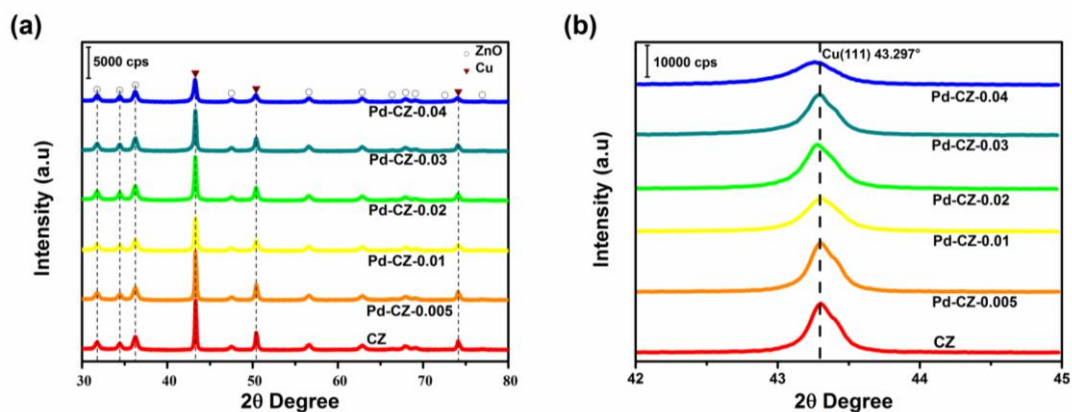 (a)
5000 cps
ZnO
Cu
Pd-CZ-0.04
Pd-CZ-0.03
Pd-CZ-0.02
Pd-CZ-0.01
Pd-CZ-0.005
CZ
Intensity (a.u)
30 40 50 60 70 80
2θ Degree
(b)
10000 cps
Cu(111) 43.297°
Pd-CZ-0.04
Pd-CZ-0.03
Pd-CZ-0.02
Pd-CZ-0.01
Pd-CZ-0.005
CZ
Intensity (a.u)
42 43 44 45
2θ Degree